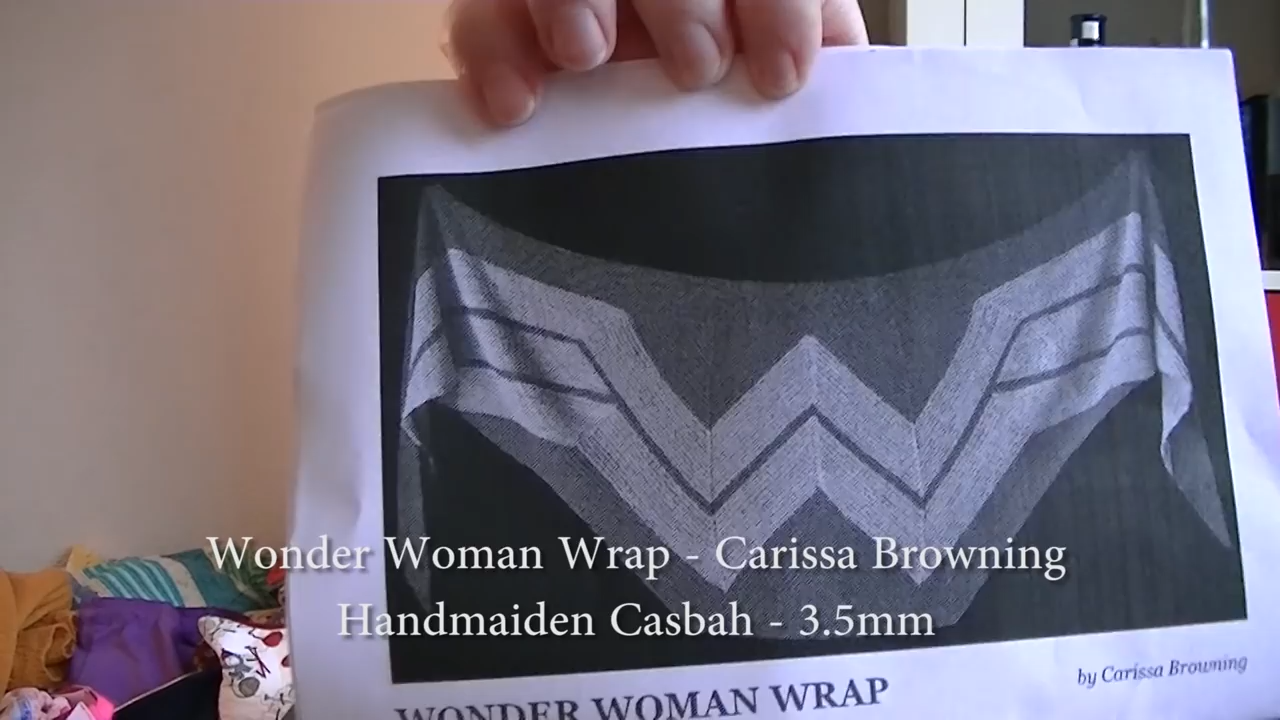 Wonder Woman Wrap - Carissa Browning
Handmaiden Casbah - 3.5mm
by Carissa Browning
WONDER WOMAN WRAP